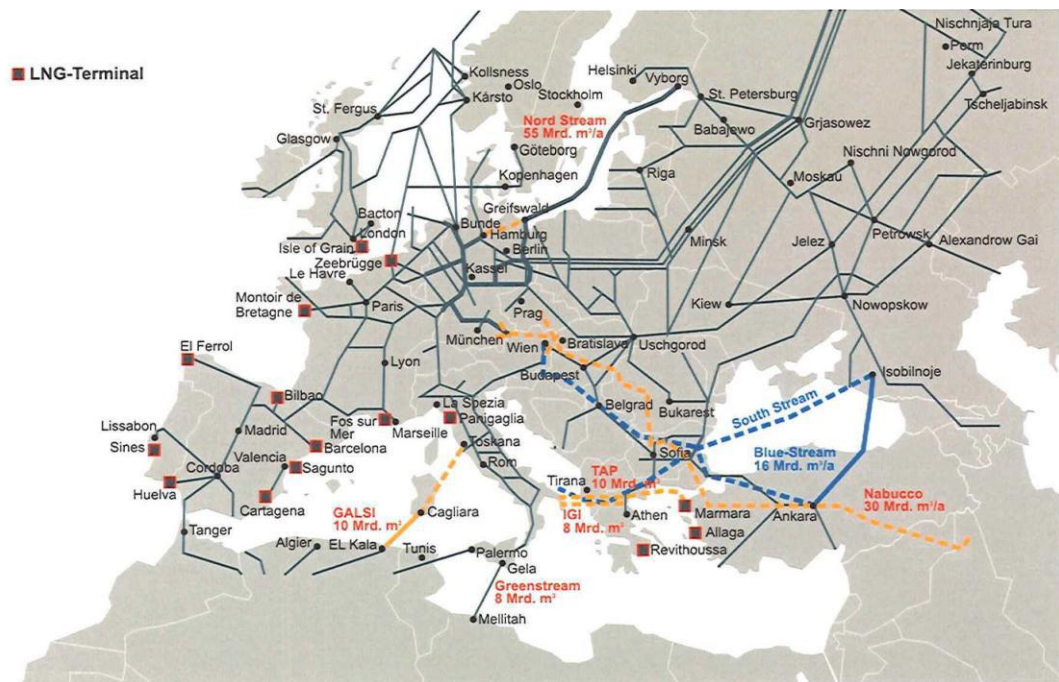 LNG-Terminal
Nischnjaja Tura
Perm
Jekaterinburg
Tscheljabinsk
Kollsness
Oslo
Kårsto
Stockholm
Helsinki
Vyborg
St. Petersburg
St. Fergus
Nord Stream
55 Mrd. m³/a
Babajewo
Grjasowez
Glasgow
Göteborg
Nischni Nowgorod
Kopenhagen
Riga
Moskau
Greifswald
Bacton
London
Bunde
Hamburg
Isle of Grain
Berlin
Minsk
Jelez
Petrowsk
Alexandrow Gai
Zeebrügge
Le Havre
Kassel
Montoir de
Bretagne
Paris
Prag
Kiew
Nowopskow
München
Wien
Bratislava
Uschgorod
El Ferrol
Lyon
Budapest
Isobilnoje
Bilbao
La Spezia
Belgrad
Bukarest
South Stream
Lissabon
Madrid
Fos sur
Mer
Marseille
Panigaglia
Sines
Barcelona
Toskana
Valencia
Sofia
Blue-Stream
16 Mrd. m³/a
Cordoba
Sagunto
Rom
TAP
10 Mrd. m³
Huelva
Tirana
Nabucco
30 Mrd. m³/a
Cartagena
GALSI
10 Mrd. m³
Cagliara
IGI
8 Mrd. m³
Athen
Marmara
Ankara
Tanger
Algier
EL Kala
Tunis
Palermo
Allaga
Gela
Revithoussa
Greenstream
8 Mrd. m³
Mellitah